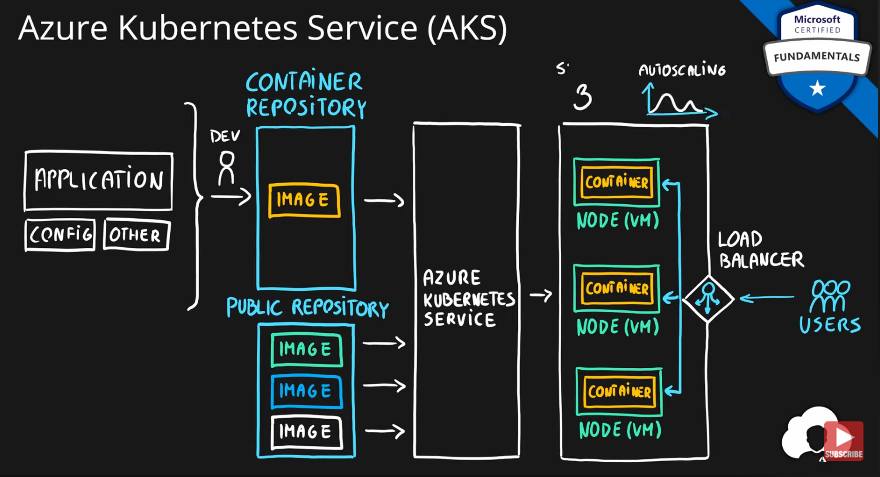 Azure Kubernetes Service (AKS)
Microsoft
CERTIFIED
FUNDAMENTALS
CONTAINER
REPOSITORY
DEV
APPLICATION
CONFIG
OTHER
IMAGE
PUBLIC REPOSITORY
IMAGE
IMAGE
IMAGE
AZURE
KUBERNETES
SERVICE
S:
3
AUTOSCALING
CONTAINER
NODE (VM)
CONTAINER
NODE (VM)
CONTAINER
NODE (VM)
LOAD
BALANCER
USERS
SUBSCRIBE